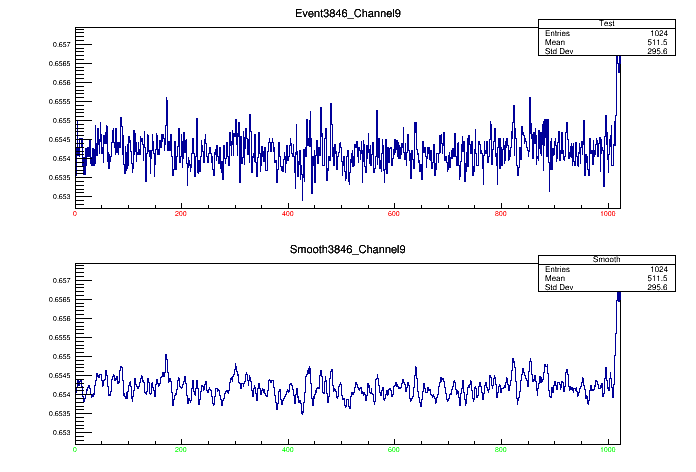 Event3846_Channel9
Test
Entries 1024
Mean 511.5
Std Dev 295.6
0.657
0.6565
0.656
0.6555
0.655
0.6545
0.654
0.6535
0.653
0 200 400 600 800 1000
Smooth3846_Channel9
Smooth
Entries 1024
Mean 511.5
Std Dev 295.6
0.657
0.6565
0.656
0.6555
0.655
0.6545
0.654
0.6535
0.653
0 200 400 600 800 1000